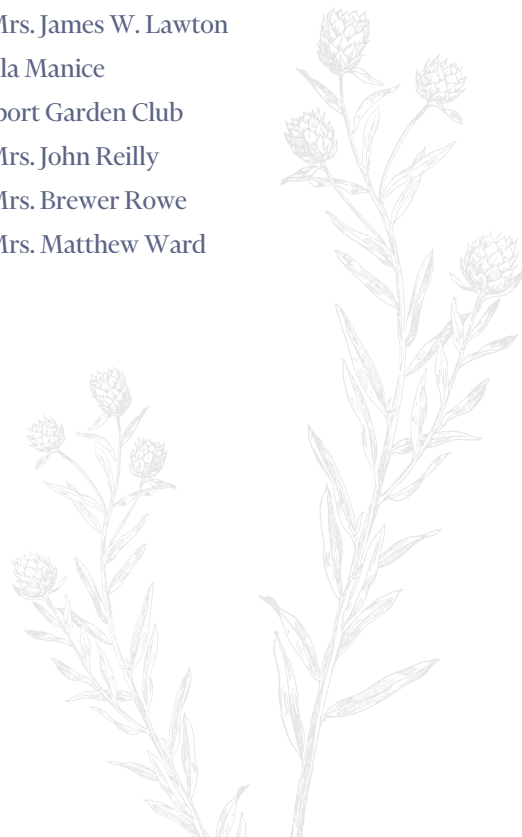 Mrs. James W. Lawton
la Manice
port Garden Club
Mrs. John Reilly
Mrs. Brewer Rowe
Mrs. Matthew Ward